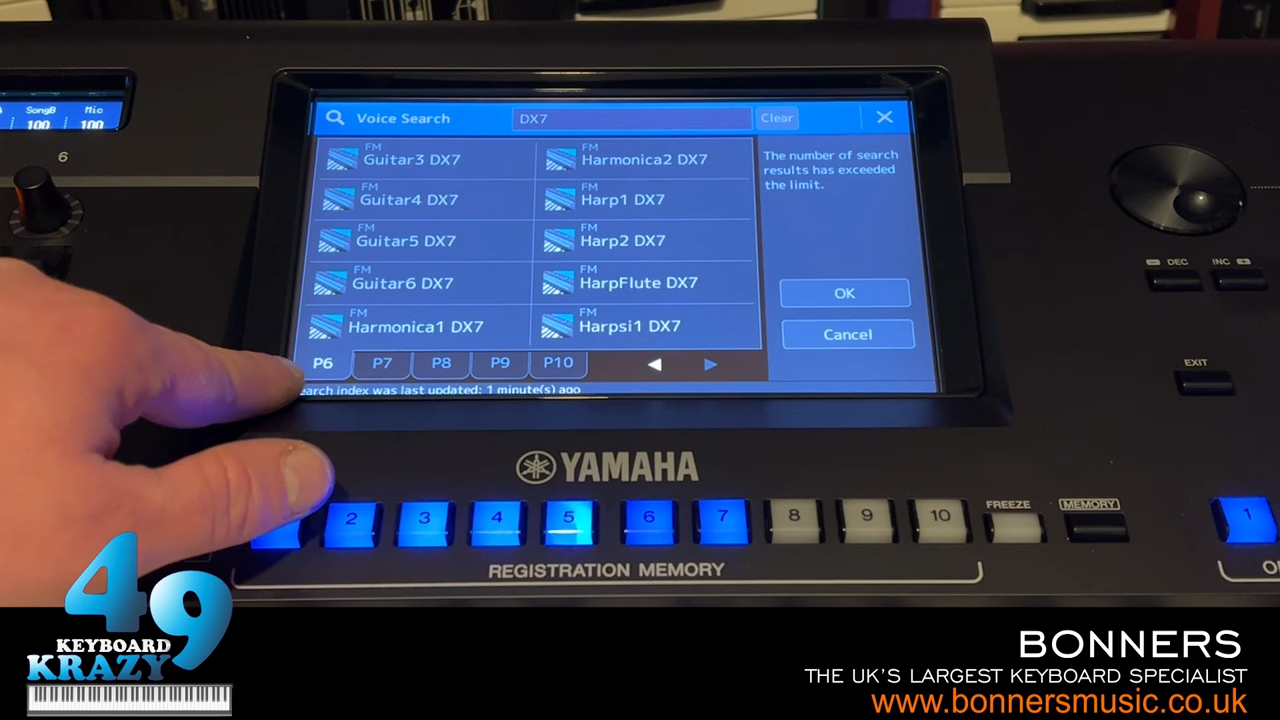 SongB Mic
100 100
6
Voice Search DX7 Clear
FM
Guitar3 DX7
FM
Harmonica2 DX7
FM
Guitar4 DX7
FM
Harp1 DX7
FM
Guitar5 DX7
FM
Harp2 DX7
FM
Guitar6 DX7
FM
HarpFlute DX7
FM
Harmonica1 DX7
FM
Harpsi1 DX7
The number of search
results has exceeded
the limit.
OK
Cancel
P6 P7 P8 P9 P10
index was last updated: 1 minute(s) ago
DEC INC
EXIT
YAMAHA
2 3 4 5 6 7 8 9 10
FREEZE
MEMORY
1
REGISTRATION MEMORY
49
KEYBOARD
KRAZY
BONNERS
THE UK'S LARGEST KEYBOARD SPECIALIST
www.bonnersmusic.co.uk